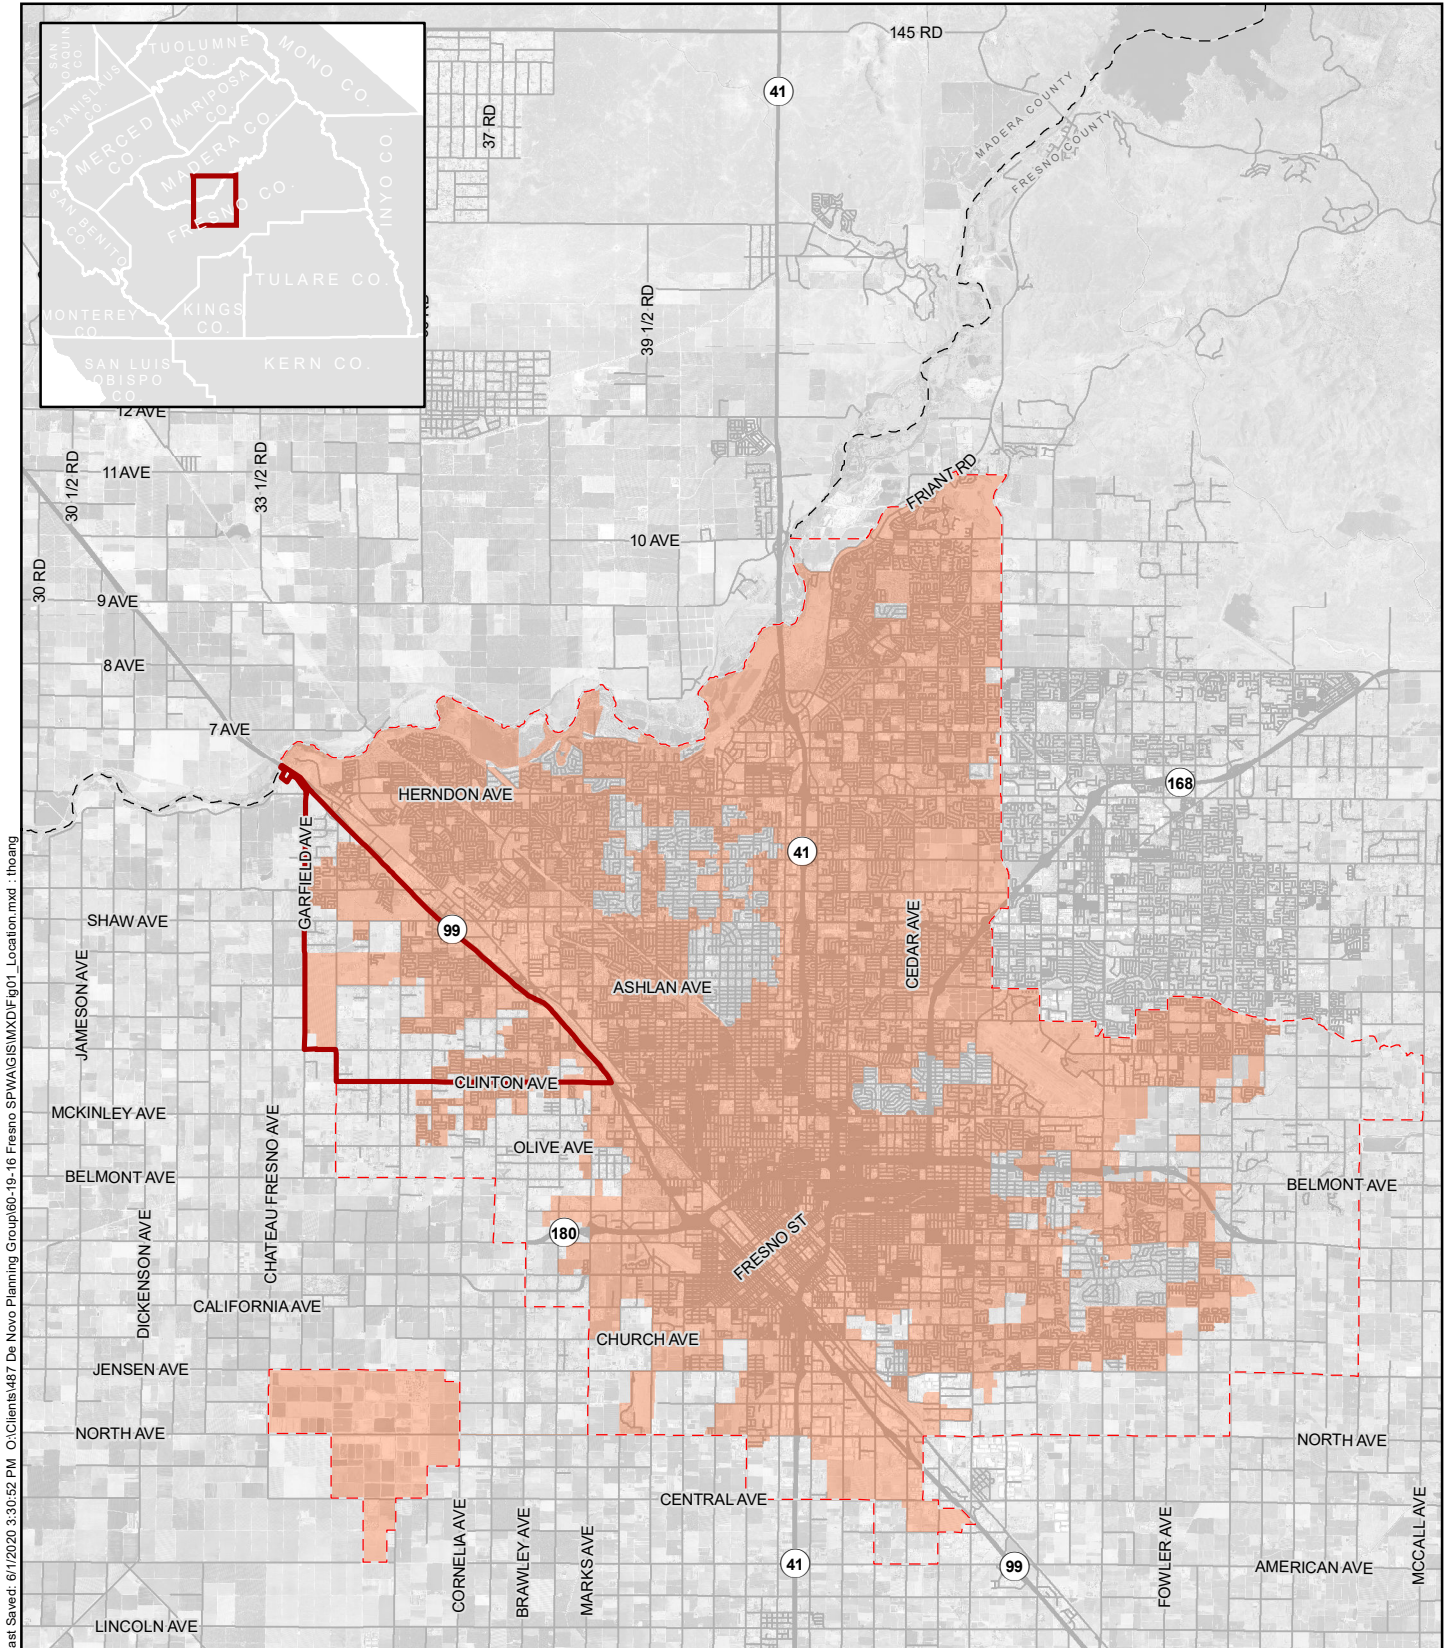 145 RD
SAN
JOAQUIN
CO
TUOLUMNE
CO.
MONO CO.
STANISLAUS
CO.
MARIPOSA
CO.
MERCED
CO.
MADERA CO.
INYO CO.
SAN BENITO
CO
FRESNO CO.
TULARE CO.
MONTEREY
CO
KINGS
CO.
SAN LUIS
OBISPO
CO.
KERN CO.
41
37 RD
MADERA COUNTY
FRESNO COUNTY
39 1/2 RD
12 AVE
30 1/2 RD
11 AVE
33 1/2 RD
FRIANT RD
10 AVE
30 RD
9 AVE
8 AVE
7 AVE
HERNDON AVE
168
GARFIELD AVE
41
SHAW AVE
99
CEDAR AVE
JAMESON AVE
ASHLAN AVE
CLINTON AVE
MCKINLEY AVE
CHATEAU FRESNO AVE
OLIVE AVE
BELMONT AVE
BELMONT AVE
DICKENSON AVE
180
FRESNO ST
CALIFORNIA AVE
CHURCH AVE
JENSEN AVE
NORTH AVE
NORTH AVE
CENTRAL AVE
CORNELIA AVE
BRAWLEY AVE
MARKS AVE
41
99
FOWLER AVE
AMERICAN AVE
MCCALL AVE
LINCOLN AVE
Saved: 6/1/2020 3:30:52 PM O:\Clients\487 De Novo Planning Group\60-19-16 Fresno SPWA\GIS\MXD\Fig01_Location.mxd : thoang